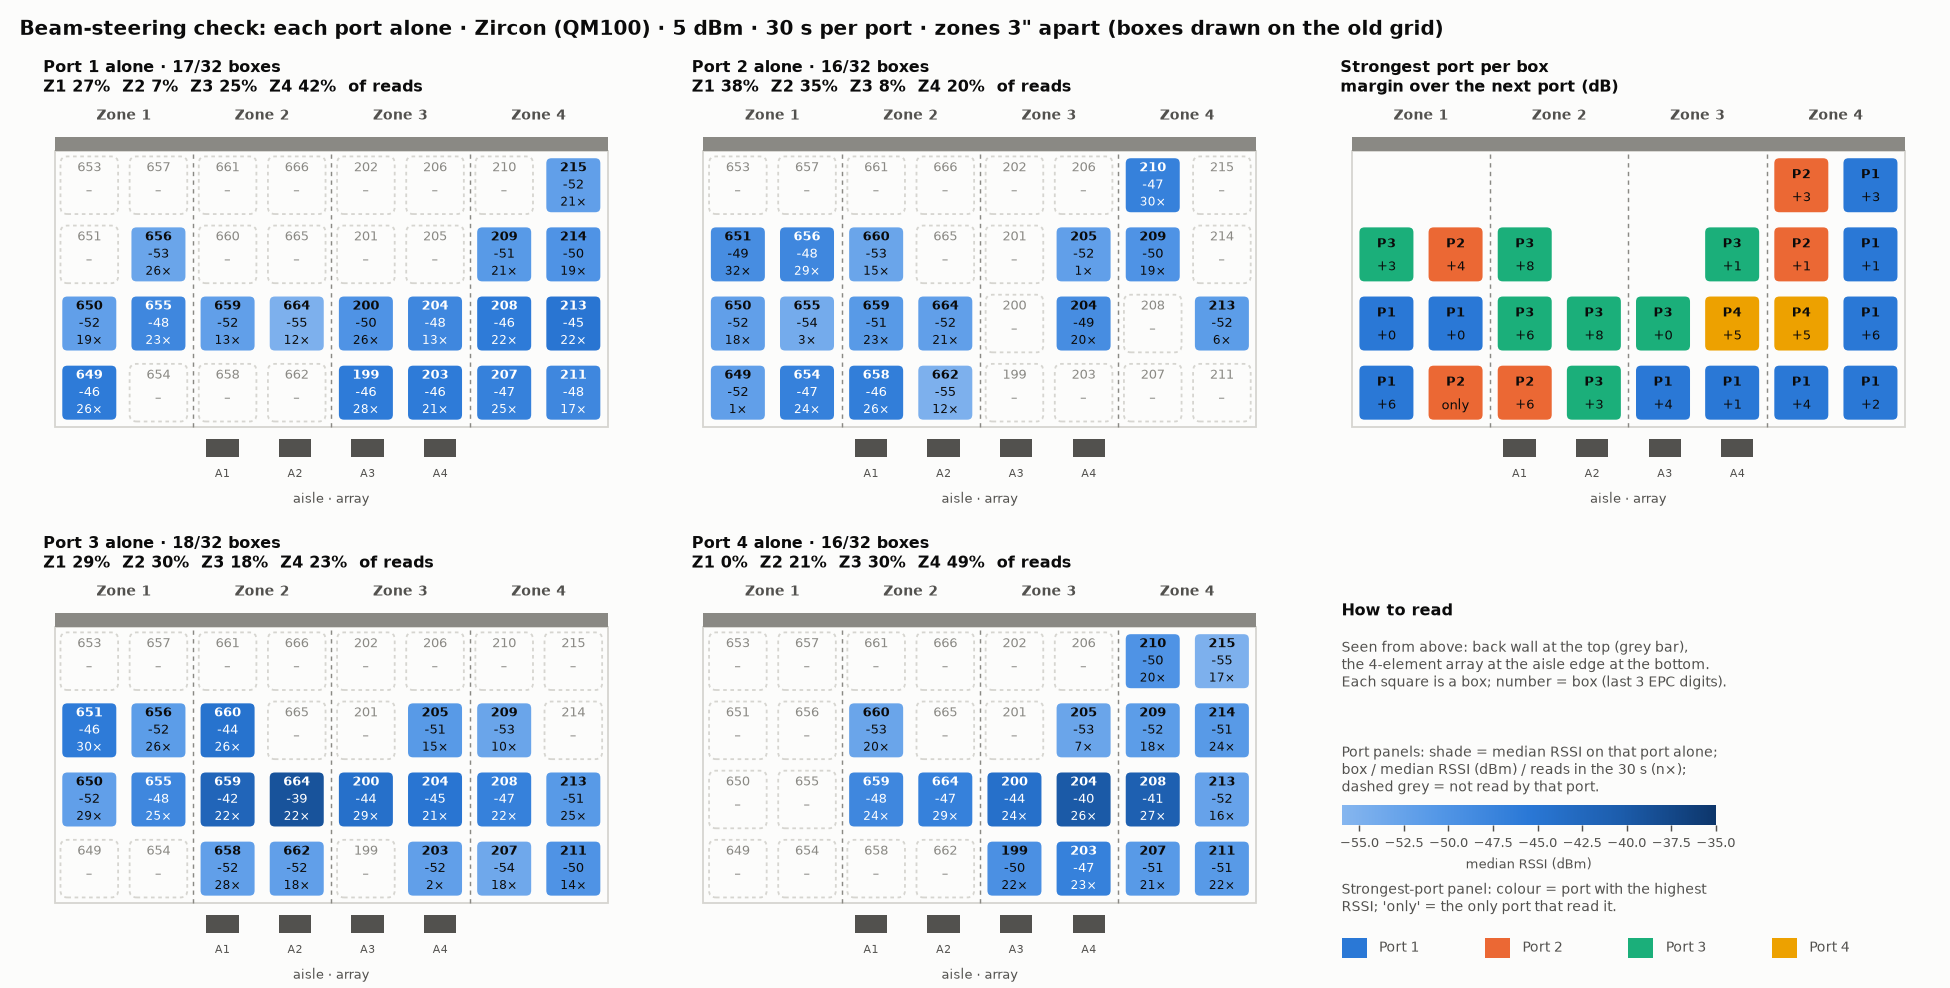 Beam-steering check: each port alone · Zircon (QM100) · 5 dBm · 30 s per port · zones 3" apart (boxes drawn on the old grid)
Port 1 alone · 17/32 boxes
Z1 27%  Z2 7%  Z3 25%  Z4 42%  of reads
Zone 1 Zone 2 Zone 3 Zone 4
653 657 661 666 202 206 210 215
– – – – – – – -52
21×
651 656 660 665 201 205 209 214
– -53 – – – – -51 -50
26× 21× 19×
650 655 659 664 200 204 208 213
-52 -48 -52 -55 -50 -48 -46 -45
19× 23× 13× 12× 26× 13× 22× 22×
649 654 658 662 199 203 207 211
-46 – – – -46 -46 -47 -48
26× 28× 21× 25× 17×
A1 A2 A3 A4
aisle · array
Port 2 alone · 16/32 boxes
Z1 38%  Z2 35%  Z3 8%  Z4 20%  of reads
Zone 1 Zone 2 Zone 3 Zone 4
653 657 661 666 202 206 210 215
– – – – – – -47 –
30×
651 656 660 665 201 205 209 214
-49 -48 -53 – – -52 -50 –
32× 29× 15× 1× 19×
650 655 659 664 200 204 208 213
-52 -54 -51 -52 – -49 – -52
18× 3× 23× 21× 20× 6×
649 654 658 662 199 203 207 211
-52 -47 -46 -55 – – – –
1× 24× 26× 12×
A1 A2 A3 A4
aisle · array
Strongest port per box
margin over the next port (dB)
Zone 1 Zone 2 Zone 3 Zone 4
P2 P1
+3 +3
P3 P2 P3 P3 P2 P1
+3 +4 +8 +1 +1 +1
P1 P1 P3 P3 P3 P4 P4 P1
+0 +0 +6 +8 +0 +5 +5 +6
P1 P2 P2 P3 P1 P1 P1 P1
+6 only +6 +3 +4 +1 +4 +2
A1 A2 A3 A4
aisle · array
Port 3 alone · 18/32 boxes
Z1 29%  Z2 30%  Z3 18%  Z4 23%  of reads
Zone 1 Zone 2 Zone 3 Zone 4
653 657 661 666 202 206 210 215
– – – – – – – –
651 656 660 665 201 205 209 214
-46 -52 -44 – – -51 -53 –
30× 26× 26× 15× 10×
650 655 659 664 200 204 208 213
-52 -48 -42 -39 -44 -45 -47 -51
29× 25× 22× 22× 29× 21× 22× 25×
649 654 658 662 199 203 207 211
– – -52 -52 – -52 -54 -50
28× 18× 2× 18× 14×
A1 A2 A3 A4
aisle · array
Port 4 alone · 16/32 boxes
Z1 0%  Z2 21%  Z3 30%  Z4 49%  of reads
Zone 1 Zone 2 Zone 3 Zone 4
653 657 661 666 202 206 210 215
– – – – – – -50 -55
20× 17×
651 656 660 665 201 205 209 214
– – -53 – – -53 -52 -51
20× 7× 18× 24×
650 655 659 664 200 204 208 213
– – -48 -47 -44 -40 -41 -52
24× 29× 24× 26× 27× 16×
649 654 658 662 199 203 207 211
– – – – -50 -47 -51 -51
22× 23× 21× 22×
A1 A2 A3 A4
aisle · array
How to read
Seen from above: back wall at the top (grey bar),
the 4-element array at the aisle edge at the bottom.
Each square is a box; number = box (last 3 EPC digits).
Port panels: shade = median RSSI on that port alone;
box / median RSSI (dBm) / reads in the 30 s (n×);
dashed grey = not read by that port.
−55.0 −52.5 −50.0 −47.5 −45.0 −42.5 −40.0 −37.5 −35.0
median RSSI (dBm)
Strongest-port panel: colour = port with the highest
RSSI; 'only' = the only port that read it.
Port 1 Port 2 Port 3 Port 4